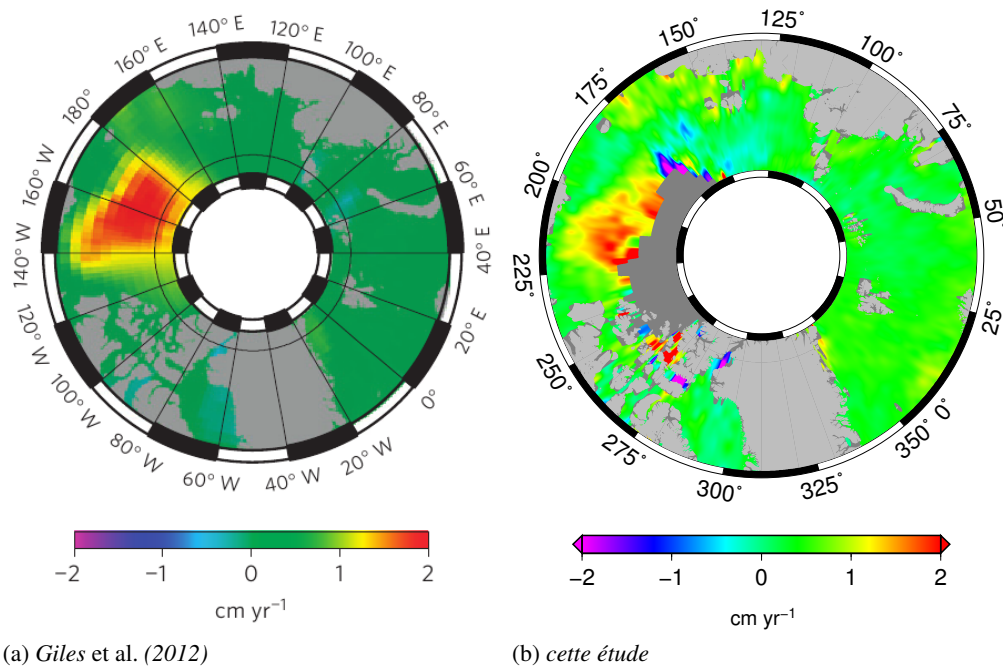 140° E
120° E
160° E
100° E
180°
80° E
160° W
60° E
140° W
40° E
120° W
20° E
100° W
0°
80° W
20° W
60° W
40° W
−2 −1 0 1 2
cm yr⁻¹
(a) Giles et al. (2012)
125°
150°
100°
175°
75°
200°
50°
225°
25°
250°
0°
275°
350°
300°
325°
−2 −1 0 1 2
cm yr⁻¹
(b) cette étude